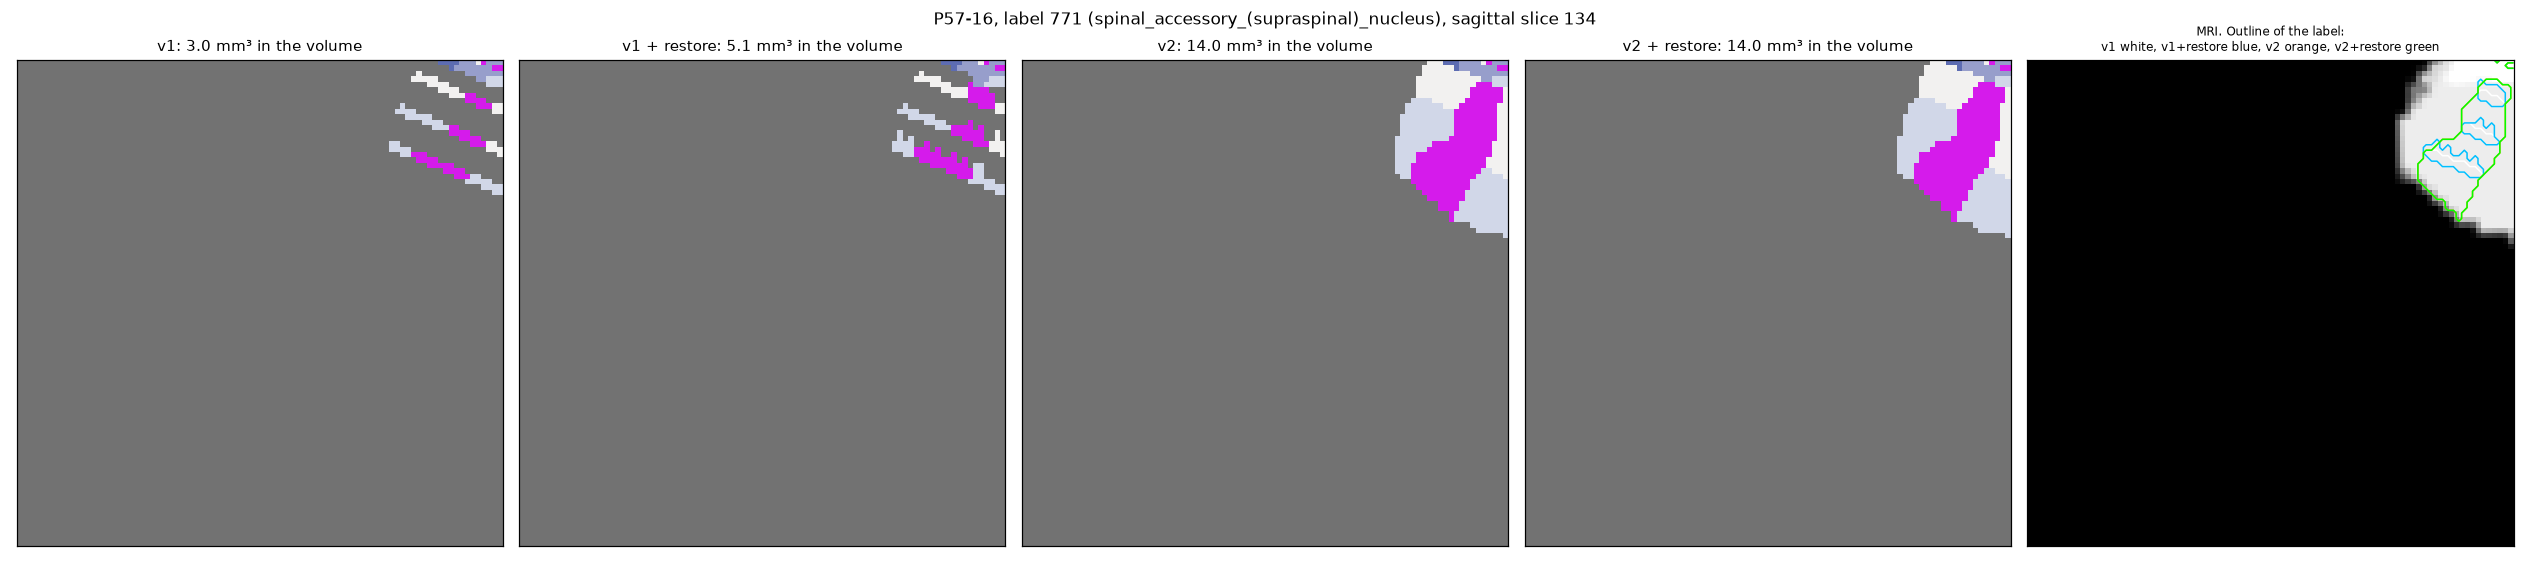 P57-16, label 771 (spinal_accessory_(supraspinal)_nucleus), sagittal slice 134
v1: 3.0 mm³ in the volume
v1 + restore: 5.1 mm³ in the volume
v2: 14.0 mm³ in the volume
v2 + restore: 14.0 mm³ in the volume
MRI. Outline of the label:
v1 white, v1+restore blue, v2 orange, v2+restore green